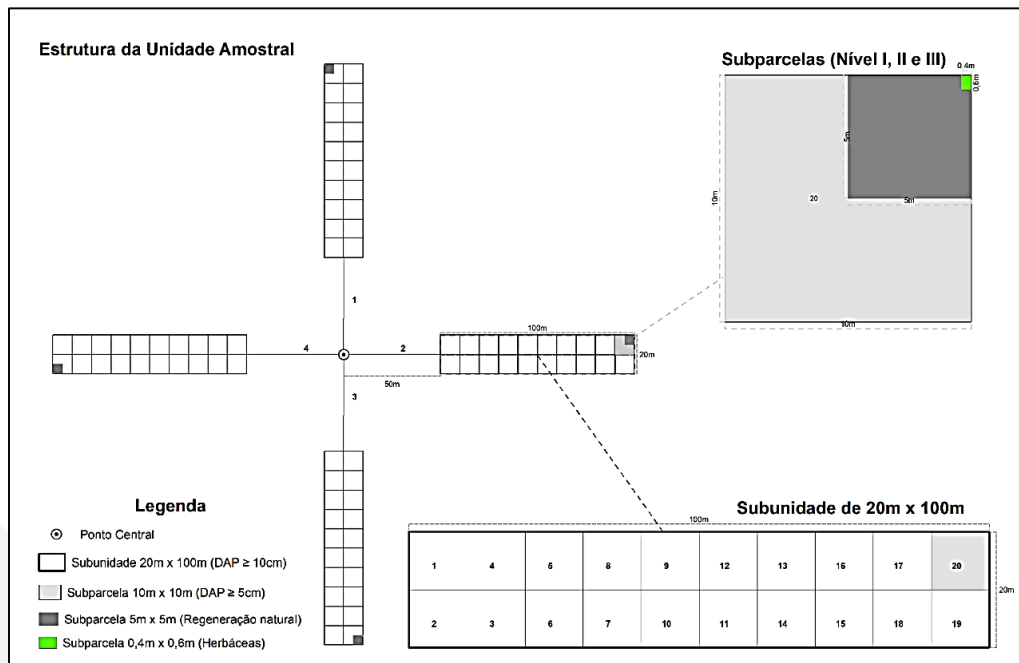 Estrutura da Unidade Amostral
Subparcelas (Nível I, II e III)
0,4m
0,6m
5m
20
5m
10m
10m
1
4
2
100m
20m
50m
3
Legenda
Ponto Central
Subunidade 20m x 100m (DAP ≥ 10cm)
Subparcela 10m x 10m (DAP ≥ 5cm)
Subparcela 5m x 5m (Regeneração natural)
Subparcela 0,4m x 0,6m (Herbáceas)
Subunidade de 20m x 100m
100m
1 4 5 8 9 12 13 16 17 20
20m
2 3 6 7 10 11 14 15 18 19